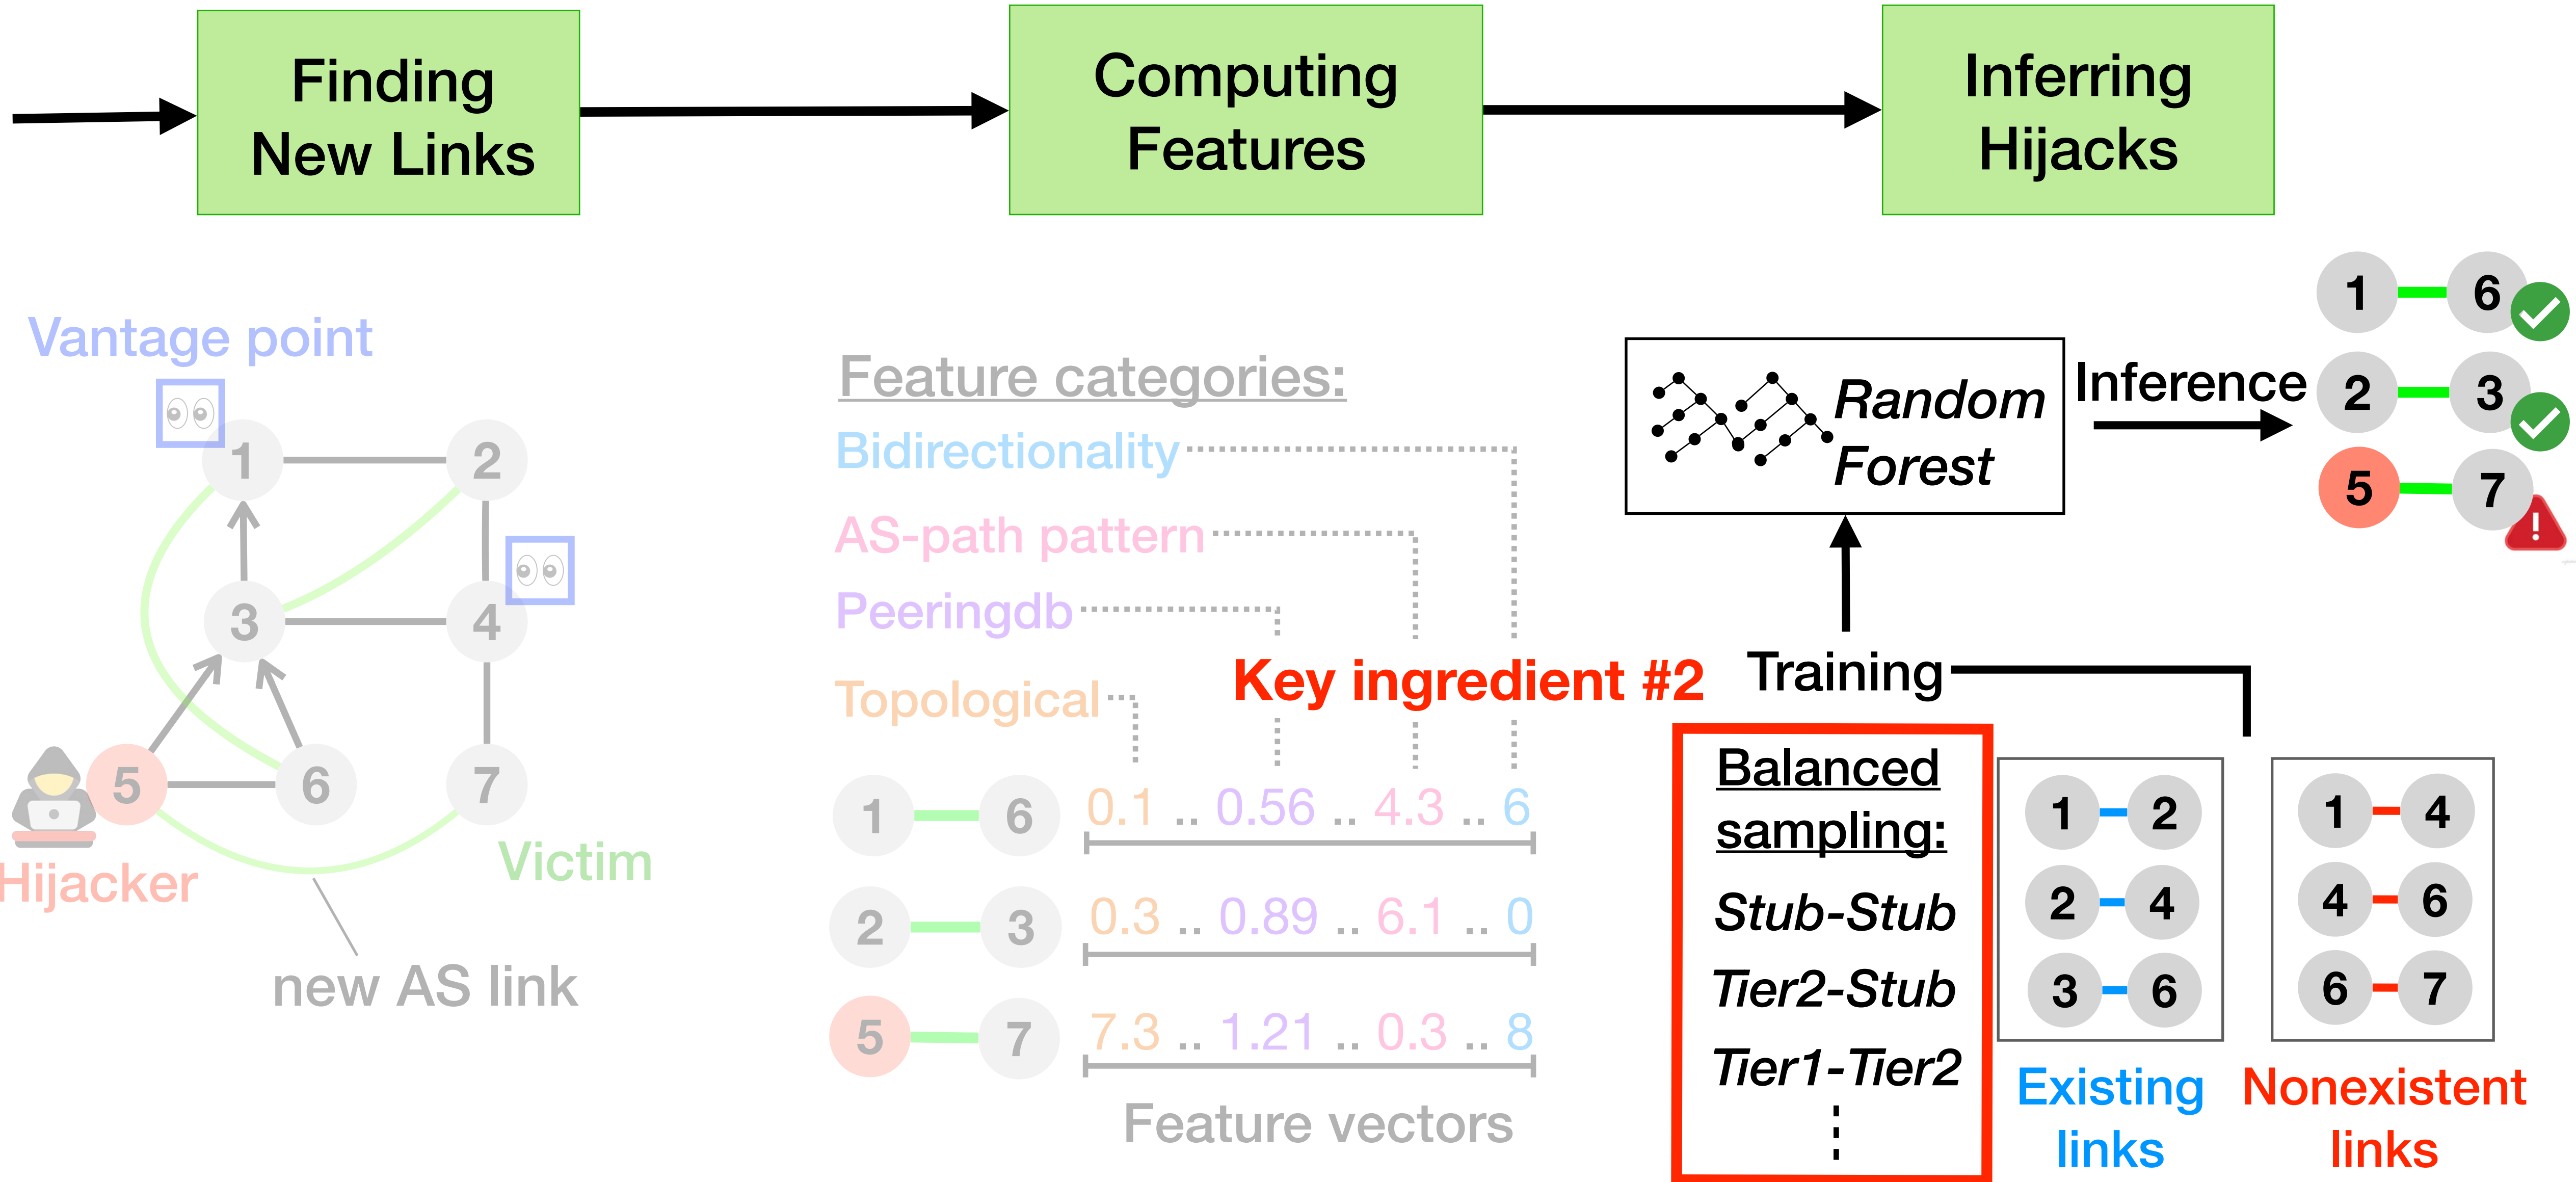 Finding
New Links
Computing
Features
Inferring
Hijacks
Vantage point
1
2
3
4
5
6
7
Hijacker
Victim
new AS link
Feature categories:
Bidirectionality
AS-path pattern
Peeringdb
Topological
Key ingredient #2
1 6 0.1 .. 0.56 .. 4.3 .. 6
2 3 0.3 .. 0.89 .. 6.1 .. 0
5 7 7.3 .. 1.21 .. 0.3 .. 8
Feature vectors
Random
Forest
Inference
1 6
2 3
5 7
!
Training
Balanced
sampling:
Stub-Stub
Tier2-Stub
Tier1-Tier2
1 2
2 4
3 6
Existing
links
1 4
4 6
6 7
Nonexistent
links